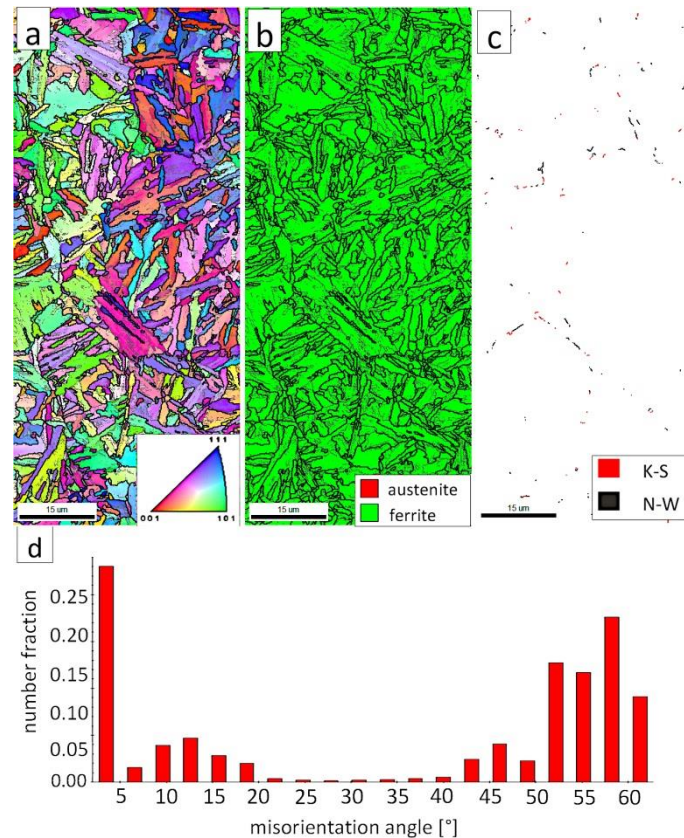 a
b
c
111
001
101
15 um
15 um
austenite
ferrite
15 um
K-S
N-W
d
number fraction
0.25
0.20
0.15
0.10
0.05
0.00
5 10 15 20 25 30 35 40 45 50 55 60
misorientation angle [°]